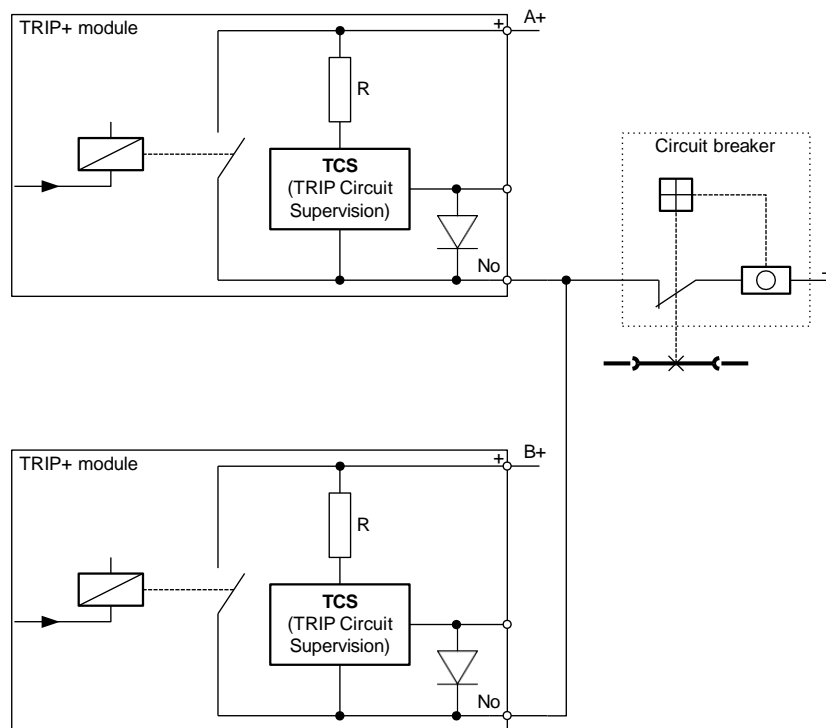 TRIP+ module
+
A+
R
TCS
(TRIP Circuit
Supervision)
No
Circuit breaker
-
TRIP+ module
+
B+
R
TCS
(TRIP Circuit
Supervision)
No